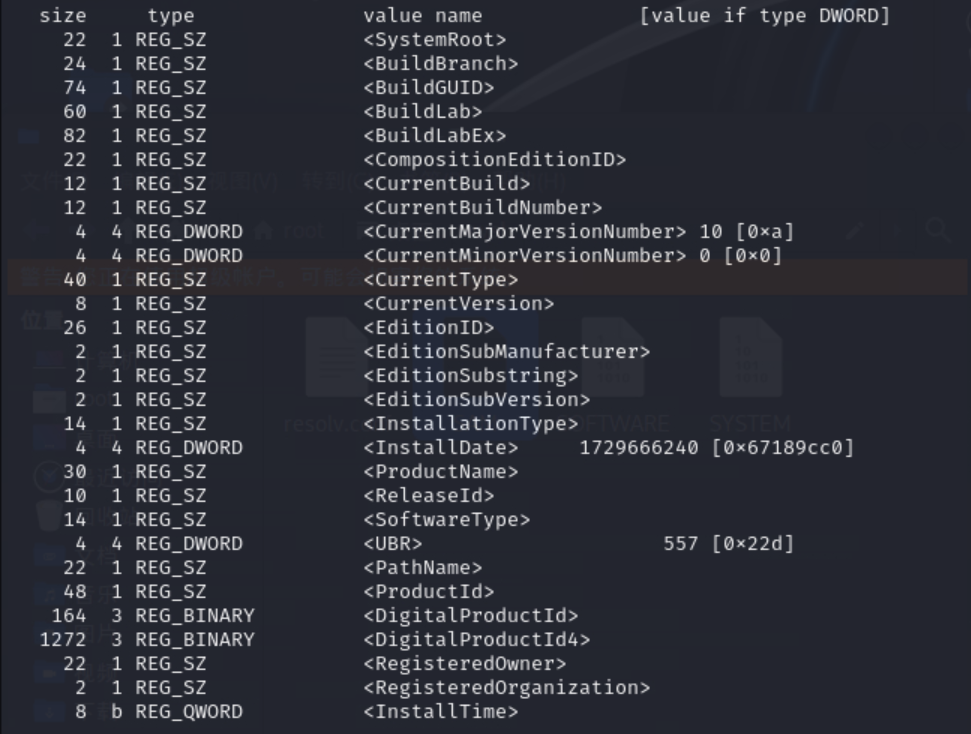 size type value name [value if type DWORD]
22 1 REG_SZ <SystemRoot>
24 1 REG_SZ <BuildBranch>
74 1 REG_SZ <BuildGUID>
60 1 REG_SZ <BuildLab>
82 1 REG_SZ <BuildLabEx>
22 1 REG_SZ <CompositionEditionID>
12 1 REG_SZ <CurrentBuild>
12 1 REG_SZ <CurrentBuildNumber>
4 4 REG_DWORD <CurrentMajorVersionNumber> 10 [0×a]
4 4 REG_DWORD <CurrentMinorVersionNumber> 0 [0×0]
40 1 REG_SZ <CurrentType>
8 1 REG_SZ <CurrentVersion>
26 1 REG_SZ <EditionID>
2 1 REG_SZ <EditionSubManufacturer>
2 1 REG_SZ <EditionSubstring>
2 1 REG_SZ <EditionSubVersion>
14 1 REG_SZ <InstallationType>
4 4 REG_DWORD <InstallDate> 1729666240 [0×67189cc0]
30 1 REG_SZ <ProductName>
10 1 REG_SZ <ReleaseId>
14 1 REG_SZ <SoftwareType>
4 4 REG_DWORD <UBR> 557 [0×22d]
22 1 REG_SZ <PathName>
48 1 REG_SZ <ProductId>
164 3 REG_BINARY <DigitalProductId>
1272 3 REG_BINARY <DigitalProductId4>
22 1 REG_SZ <RegisteredOwner>
2 1 REG_SZ <RegisteredOrganization>
8 b REG_QWORD <InstallTime>